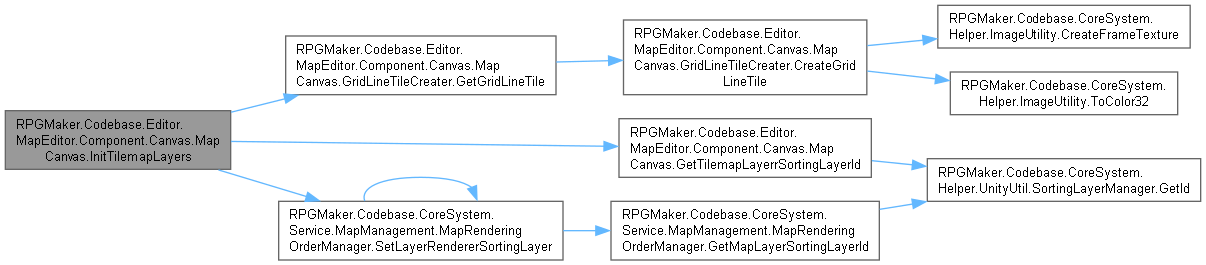 RPGMaker.Codebase.Editor.
MapEditor.Component.Canvas.Map
Canvas.InitTilemapLayers
RPGMaker.Codebase.Editor.
MapEditor.Component.Canvas.Map
Canvas.GridLineTileCreater.GetGridLineTile
RPGMaker.Codebase.Editor.
MapEditor.Component.Canvas.Map
Canvas.GridLineTileCreater.CreateGrid
LineTile
RPGMaker.Codebase.CoreSystem.
Helper.ImageUtility.CreateFrameTexture
RPGMaker.Codebase.CoreSystem.
Helper.ImageUtility.ToColor32
RPGMaker.Codebase.Editor.
MapEditor.Component.Canvas.Map
Canvas.GetTilemapLayerrSortingLayerId
RPGMaker.Codebase.CoreSystem.
Helper.UnityUtil.SortingLayerManager.GetId
RPGMaker.Codebase.CoreSystem.
Service.MapManagement.MapRendering
OrderManager.SetLayerRendererSortingLayer
RPGMaker.Codebase.CoreSystem.
Service.MapManagement.MapRendering
OrderManager.GetMapLayerSortingLayerId